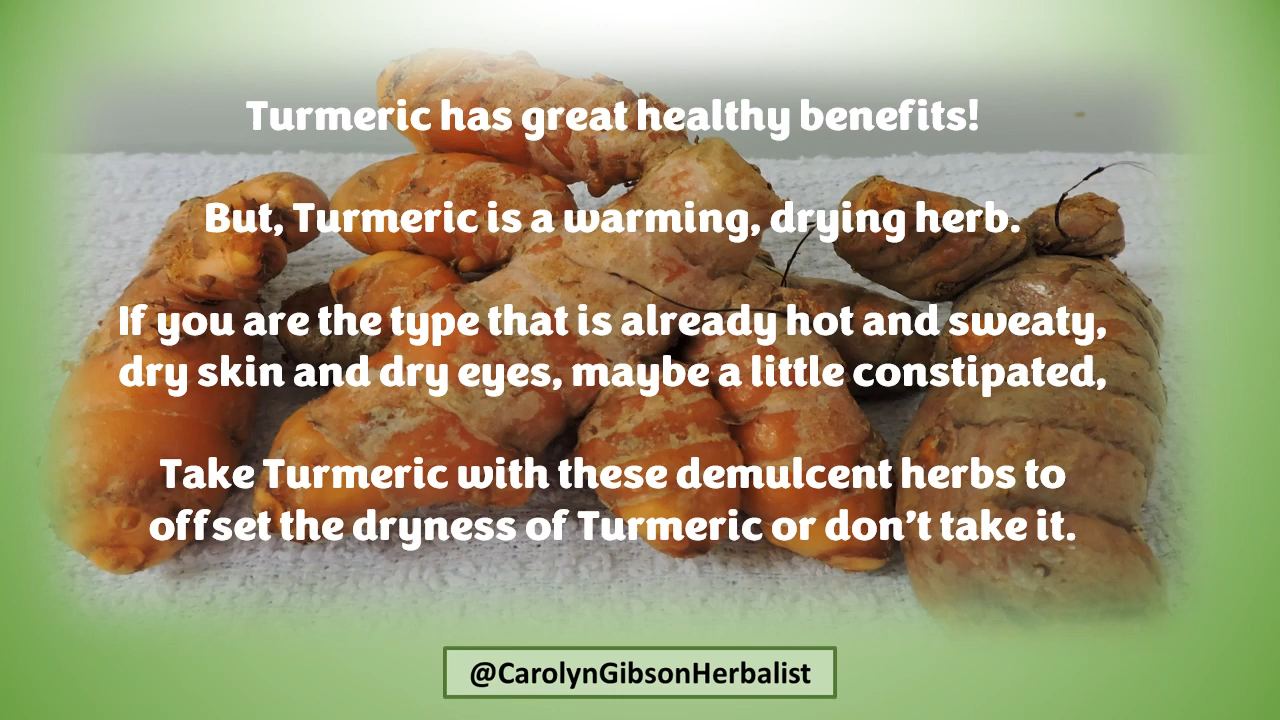 Turmeric has great healthy benefits!
But, Turmeric is a warming, drying herb.
If you are the type that is already hot and sweaty,
dry skin and dry eyes, maybe a little constipated,
Take Turmeric with these demulcent herbs to
offset the dryness of Turmeric or don’t take it.
@CarolynGibsonHerbalist